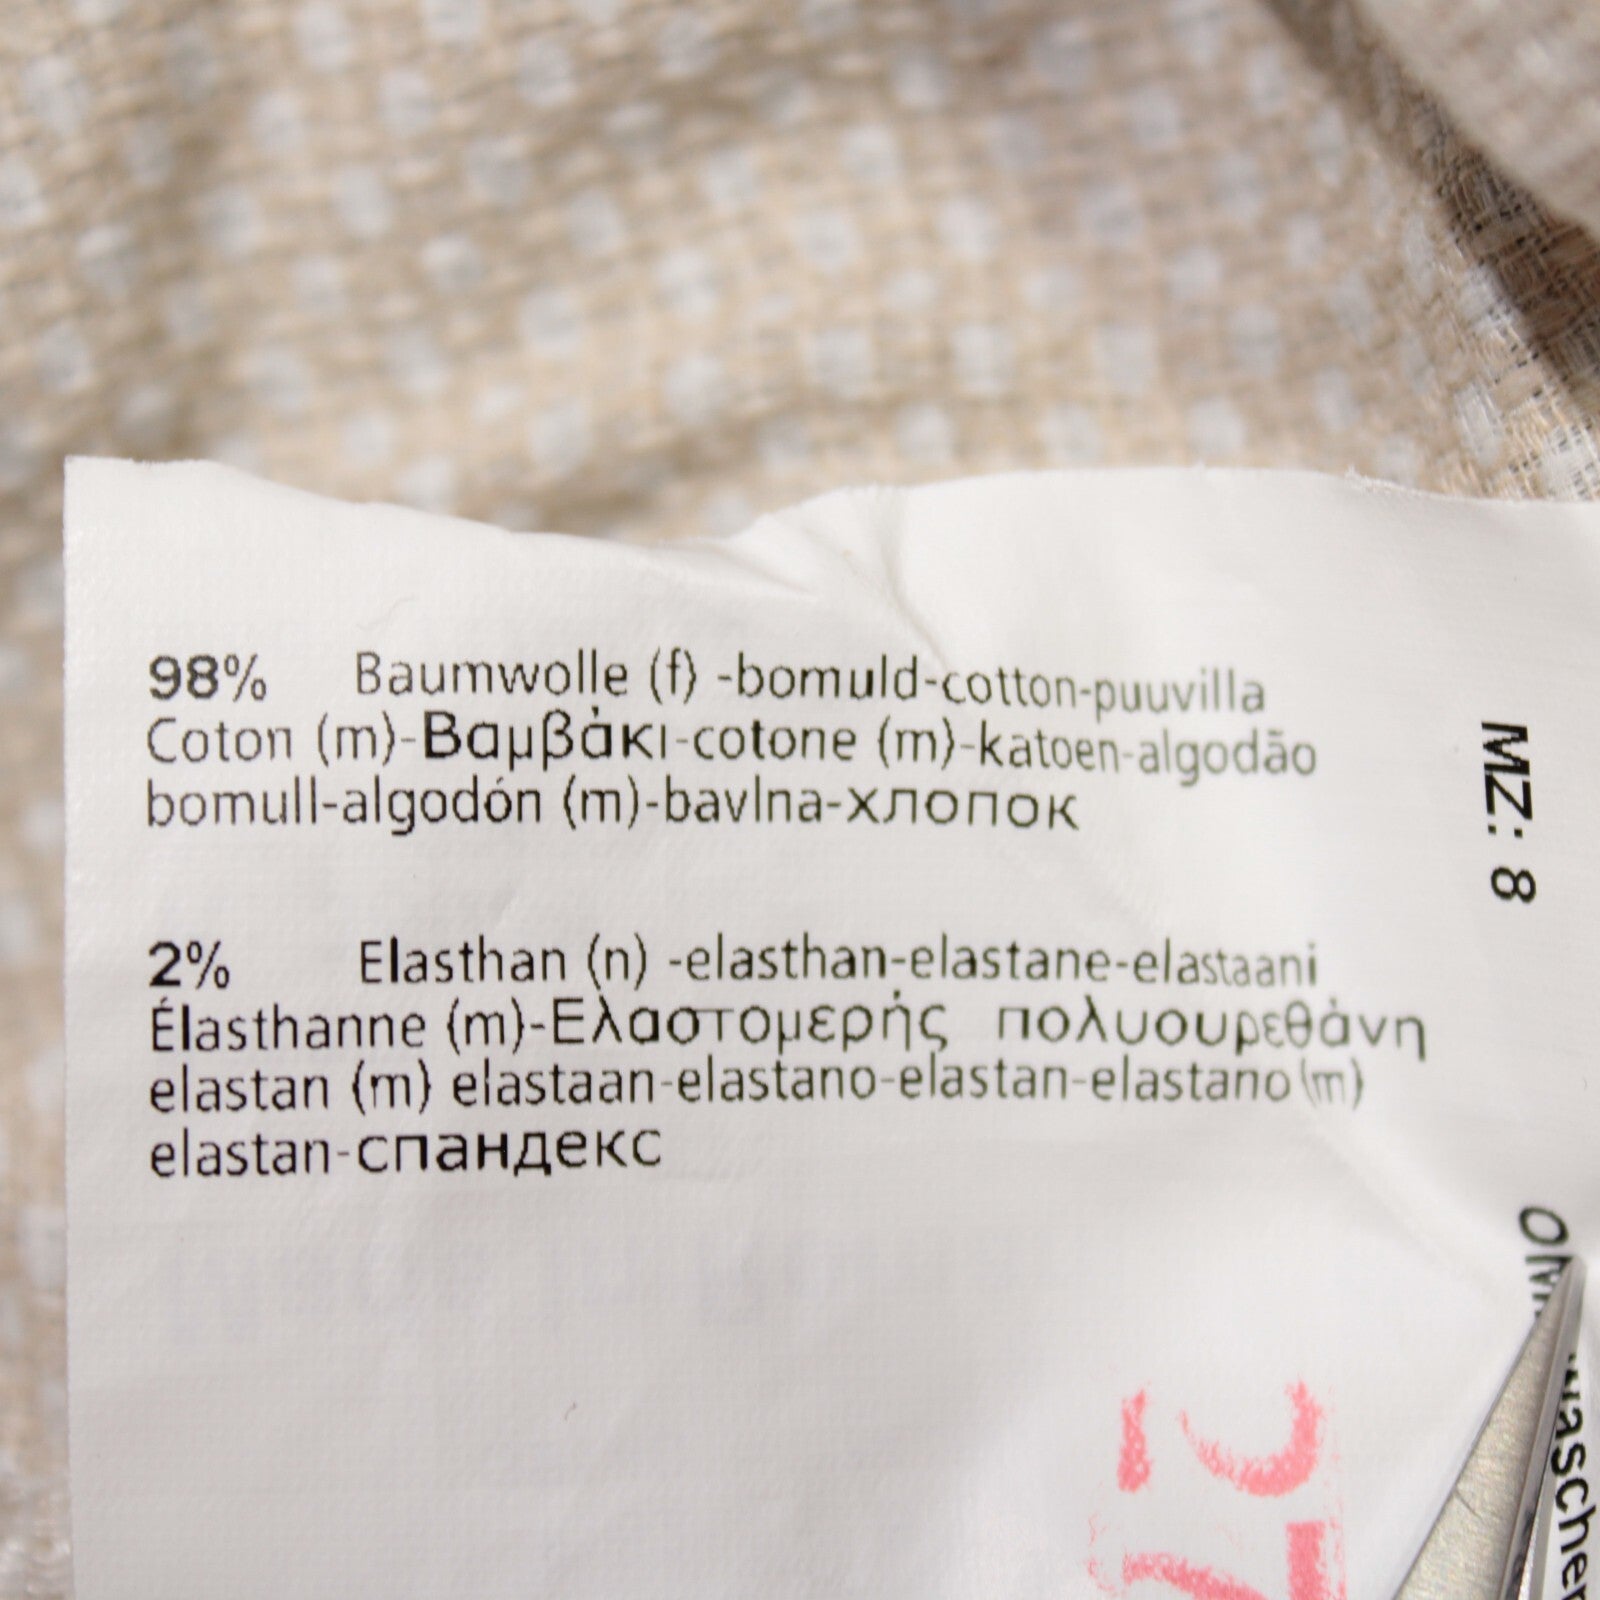 98% Baumwolle (f) -bomuld-cotton-puuvilla
Coton (m)-Βαμβάκι-cotone (m)-katoen-algodão
bomull-algodón (m)-bavlna-хлопок
2% Elasthan (n) -elasthan-elastane-elastaani
Élasthanne (m)-Ελαστομερής πολυουρεθάνη
elastan (m) elastaan-elastano-elastan-elastano (m)
elastan-спандекс
MZ: 8